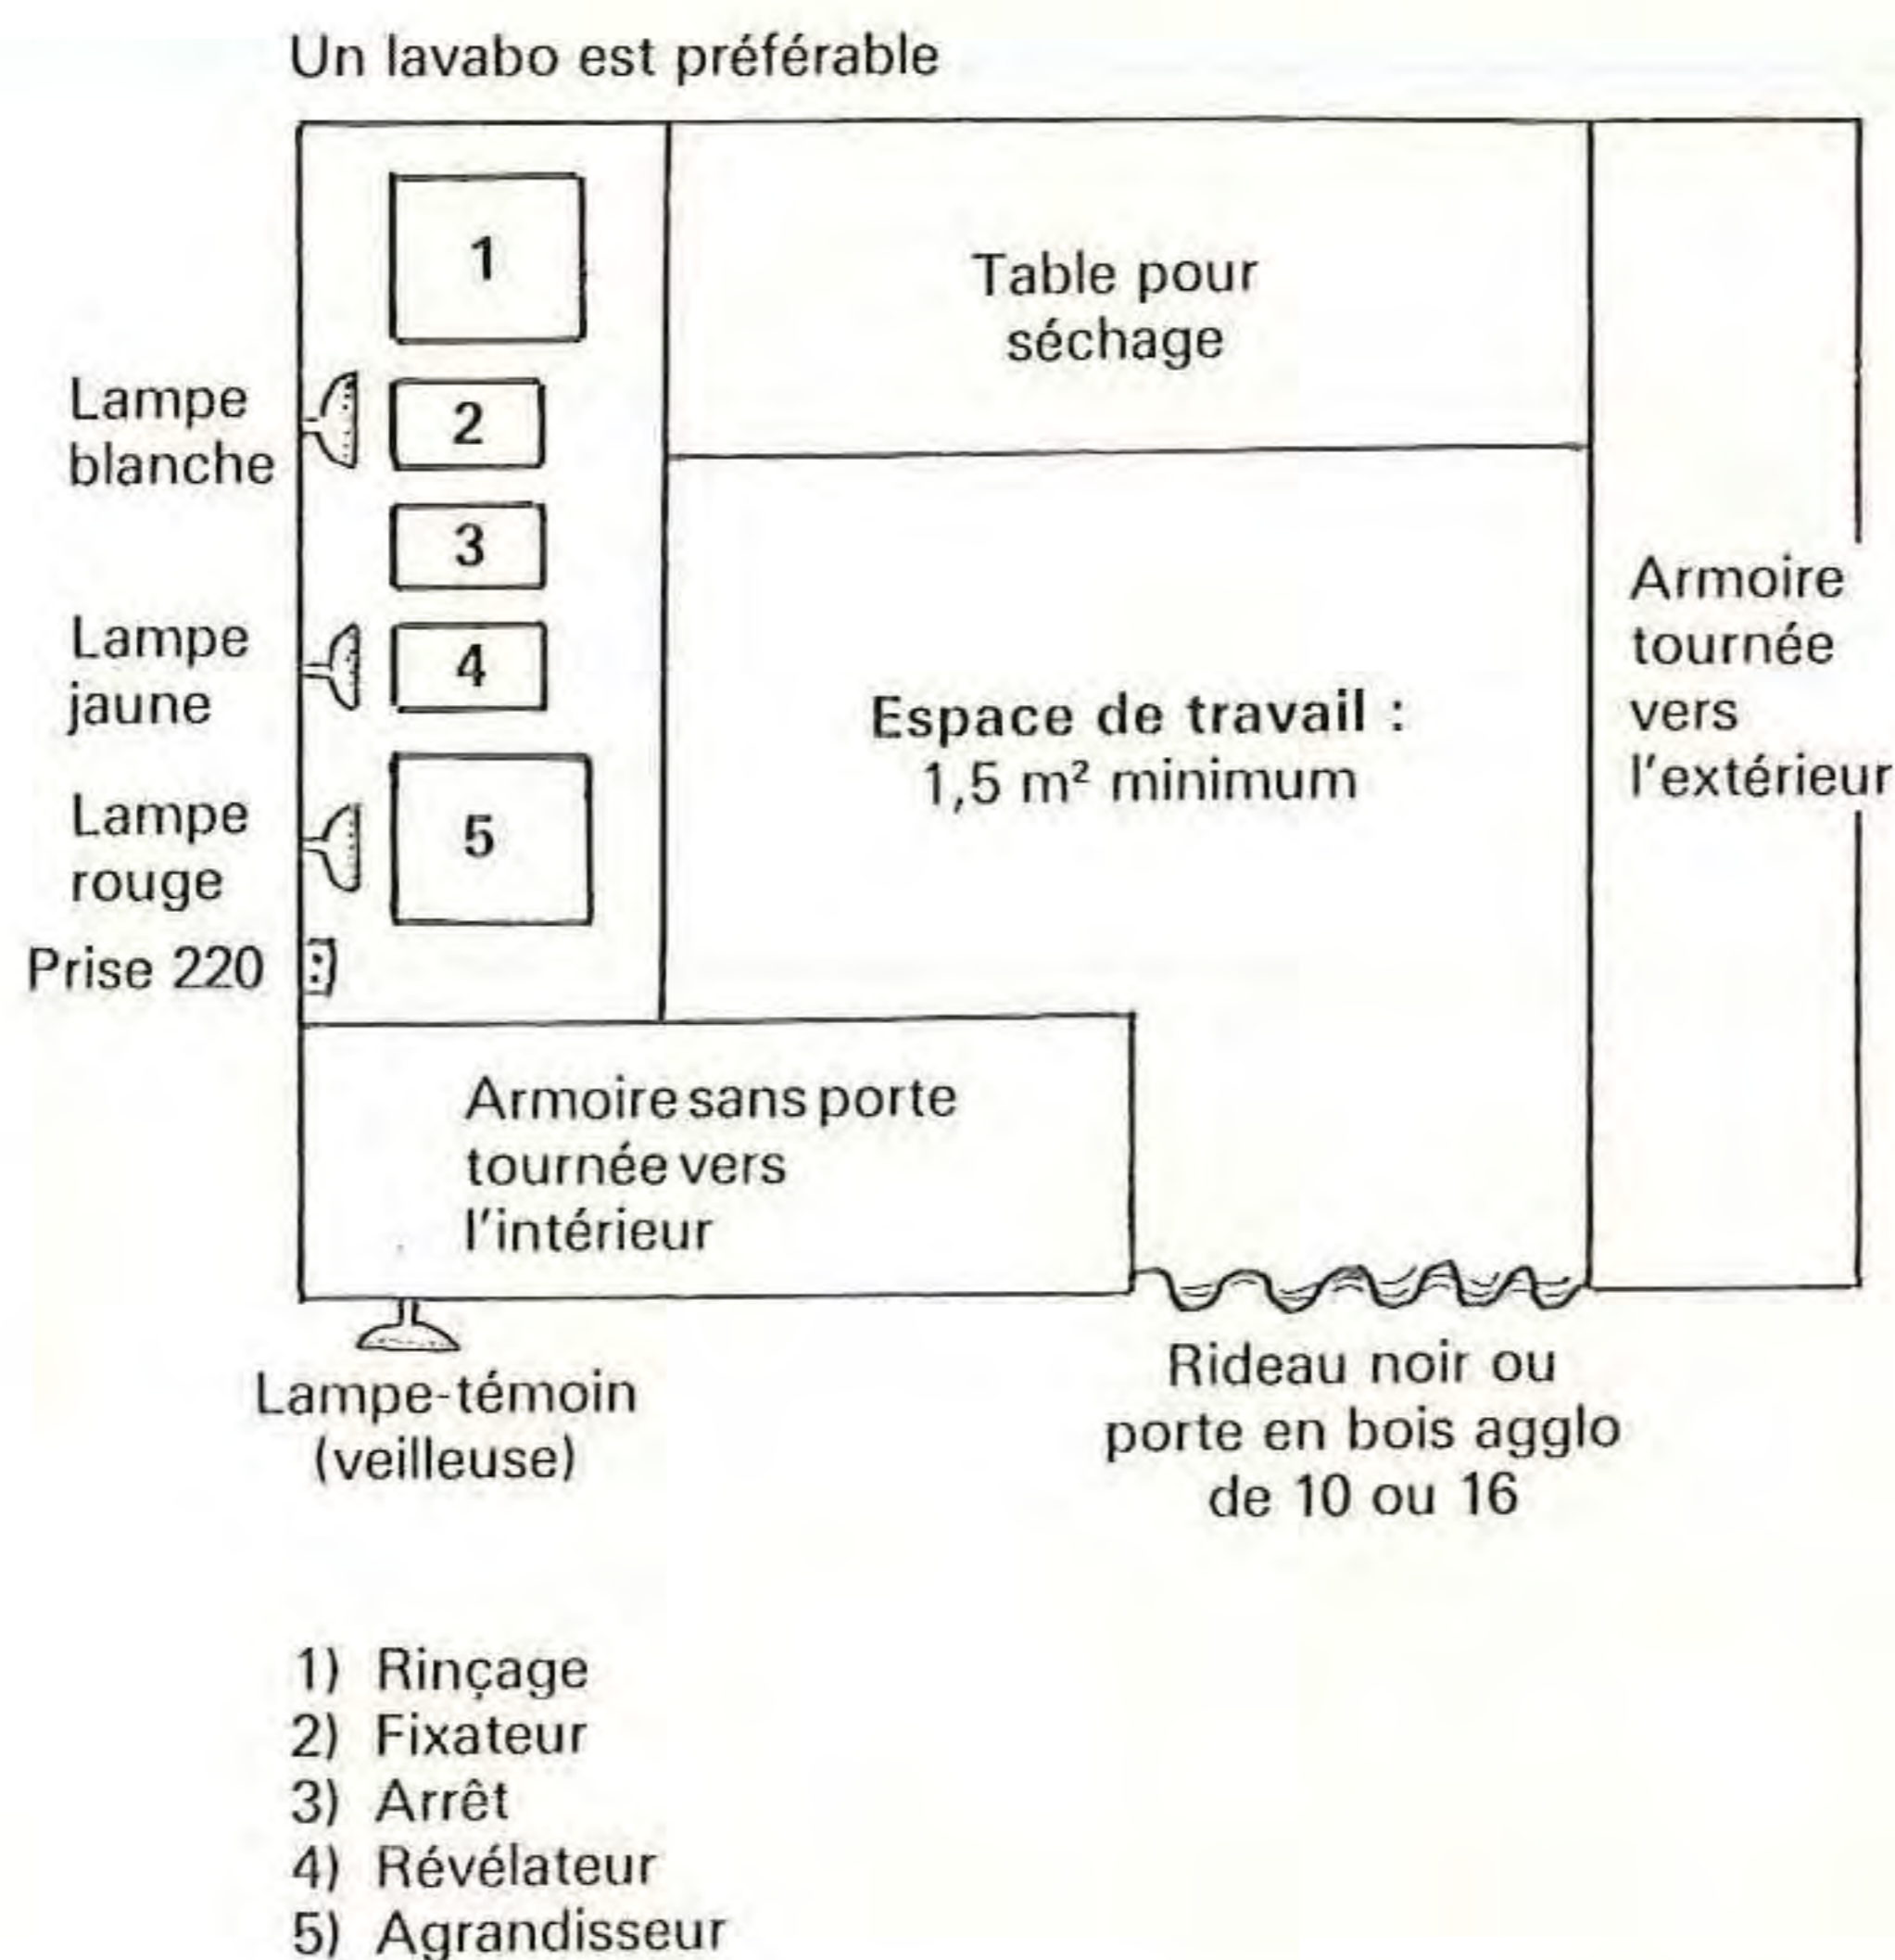 Un lavabo est préférable
1
Table pour
séchage
Lampe
blanche
2
3
Lampe
jaune
4
Armoire
tournée
vers
l'extérieur
Espace de travail :
1,5 m² minimum
Lampe
rouge
5
Prise 220
Armoire sans porte
tournée vers
l'intérieur
Lampe-témoin
(veilleuse)
Rideau noir ou
porte en bois agglo
de 10 ou 16
1) Rinçage
2) Fixateur
3) Arrêt
4) Révélateur
5) Agrandisseur